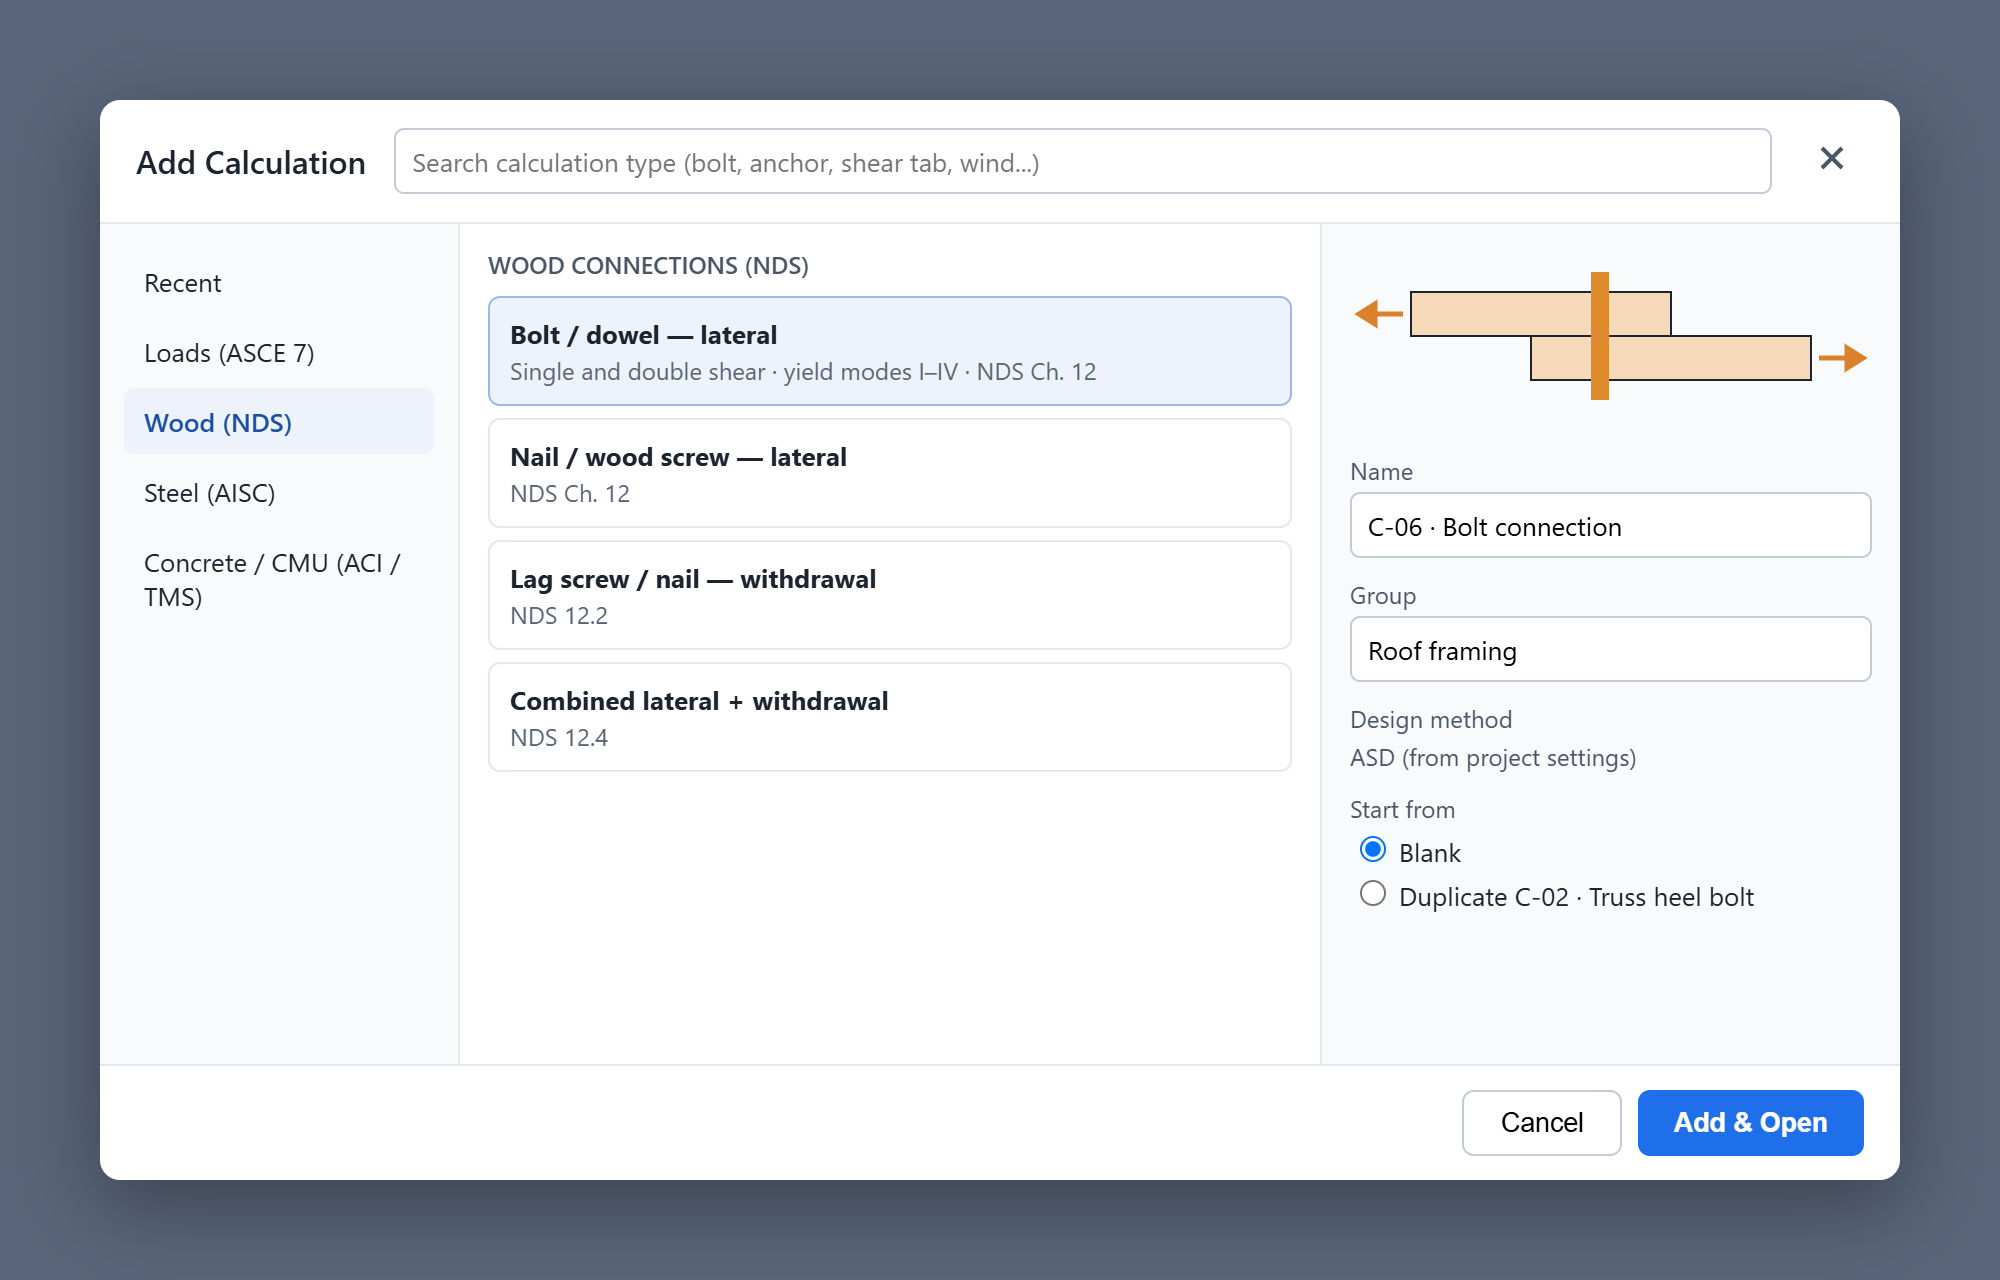 Add Calculation
Search calculation type (bolt, anchor, shear tab, wind...)
✕
Recent
Loads (ASCE 7)
Wood (NDS)
Steel (AISC)
Concrete / CMU (ACI /
TMS)
WOOD CONNECTIONS (NDS)
Bolt / dowel — lateral
Single and double shear · yield modes I–IV · NDS Ch. 12
Nail / wood screw — lateral
NDS Ch. 12
Lag screw / nail — withdrawal
NDS 12.2
Combined lateral + withdrawal
NDS 12.4
Name
C-06 · Bolt connection
Group
Roof framing
Design method
ASD (from project settings)
Start from
Blank
Duplicate C-02 · Truss heel bolt
Cancel
Add & Open